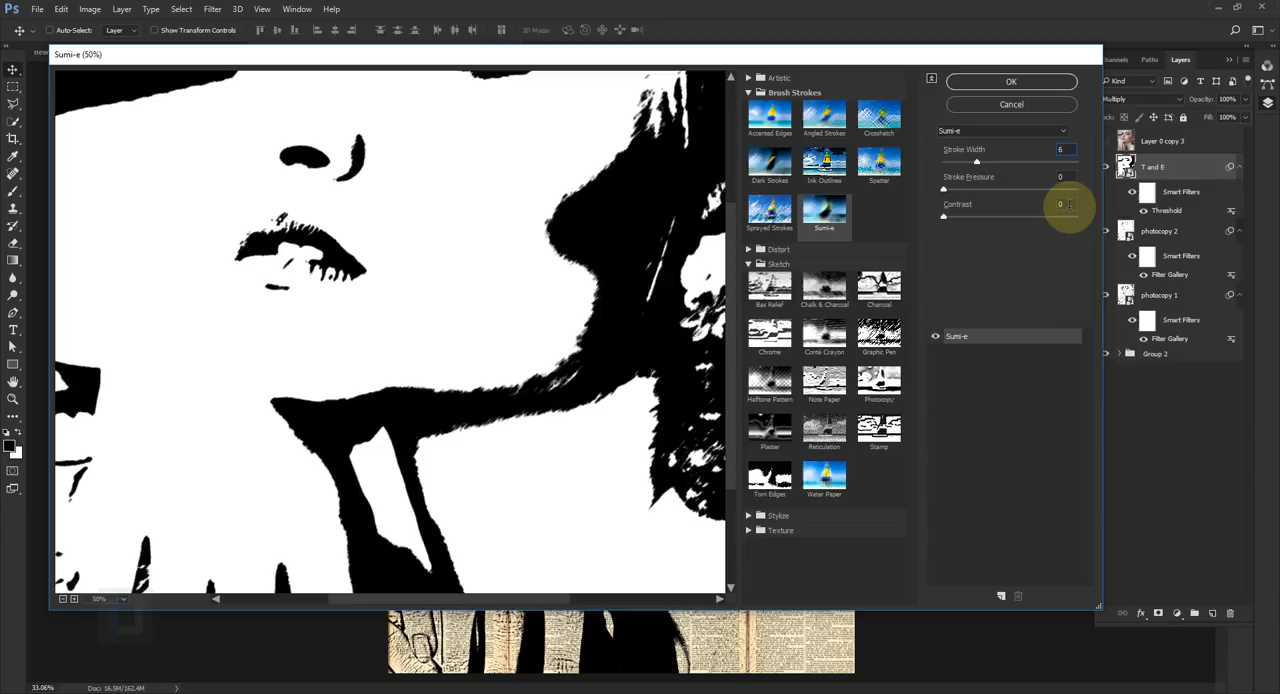 Ps File Edit Image Layer Type Select Filter 3D View Window Help
Auto-Select: Layer Show Transform Controls 3D Mode:
Sumi-e (50%)
new
Artistic
Brush Strokes
Accented Edges Angled Strokes Crosshatch
Dark Strokes Ink Outlines Spatter
Sprayed Strokes Sumi-e
Distort
Sketch
Bas Relief Chalk & Charcoal Charcoal
Chrome Conté Crayon Graphic Pen
Halftone Pattern Note Paper Photocopy
Plaster Reticulation Stamp
Torn Edges Water Paper
Stylize
Texture
OK
Cancel
Sumi-e
Stroke Width 6
Stroke Pressure 0
Contrast 0
Sumi-e
50%
Paths Layers
Kind
Multiply Opacity: 100%
Fill: 100%
Layer 0 copy 3
T and E
Smart Filters
Threshold
photocopy 2
Smart Filters
Filter Gallery
photocopy 1
Smart Filters
Filter Gallery
Group 2
fx
33.06% Doc: 16.5M/162.4M